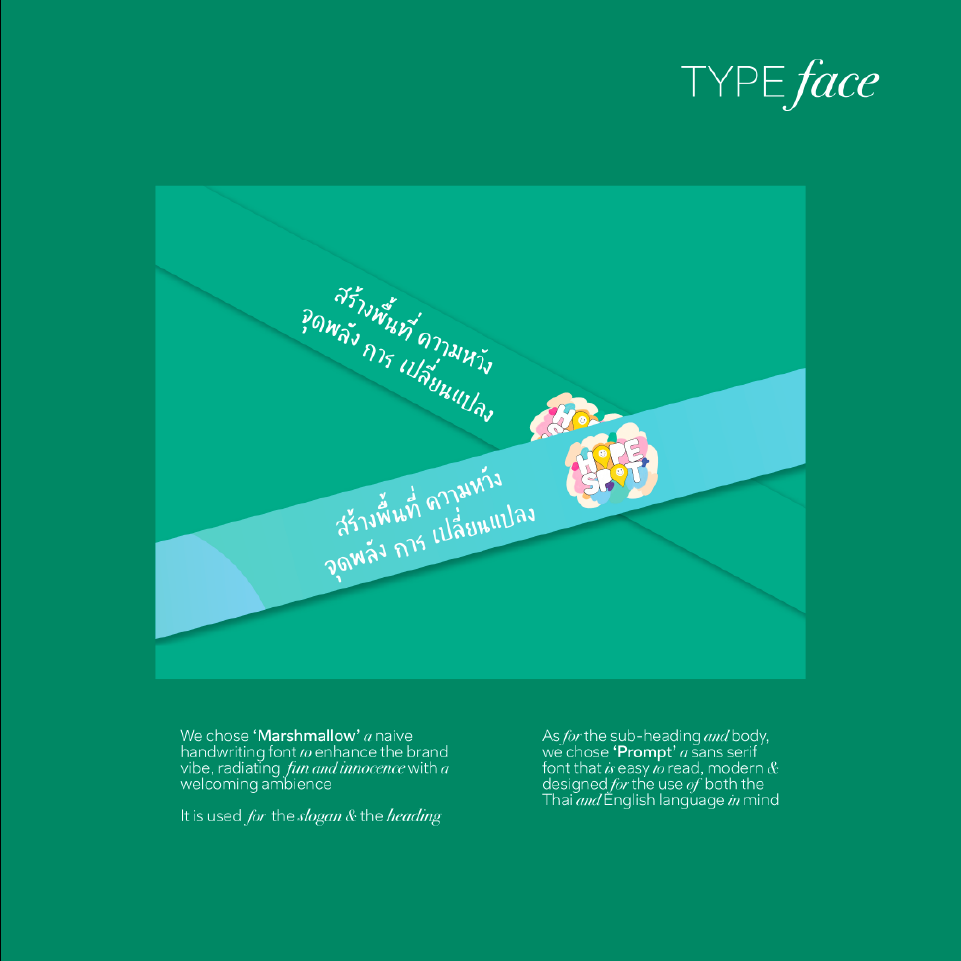 TYPE face
สร้างพื้นที่ ความหวัง
จุดพลัง การ เปลี่ยนแปลง
HOPE
SPOT
สร้างพื้นที่ ความหวัง
จุดพลัง การ เปลี่ยนแปลง
We chose ‘Marshmallow’ a naive
handwriting font to enhance the brand
vibe, radiating fun and innocence with a
welcoming ambience
It is used for the slogan & the heading
As for the sub-heading and body,
we chose ‘Prompt’ a sans serif
font that is easy to read, modern &
designed for the use of both the
Thai and English language in mind